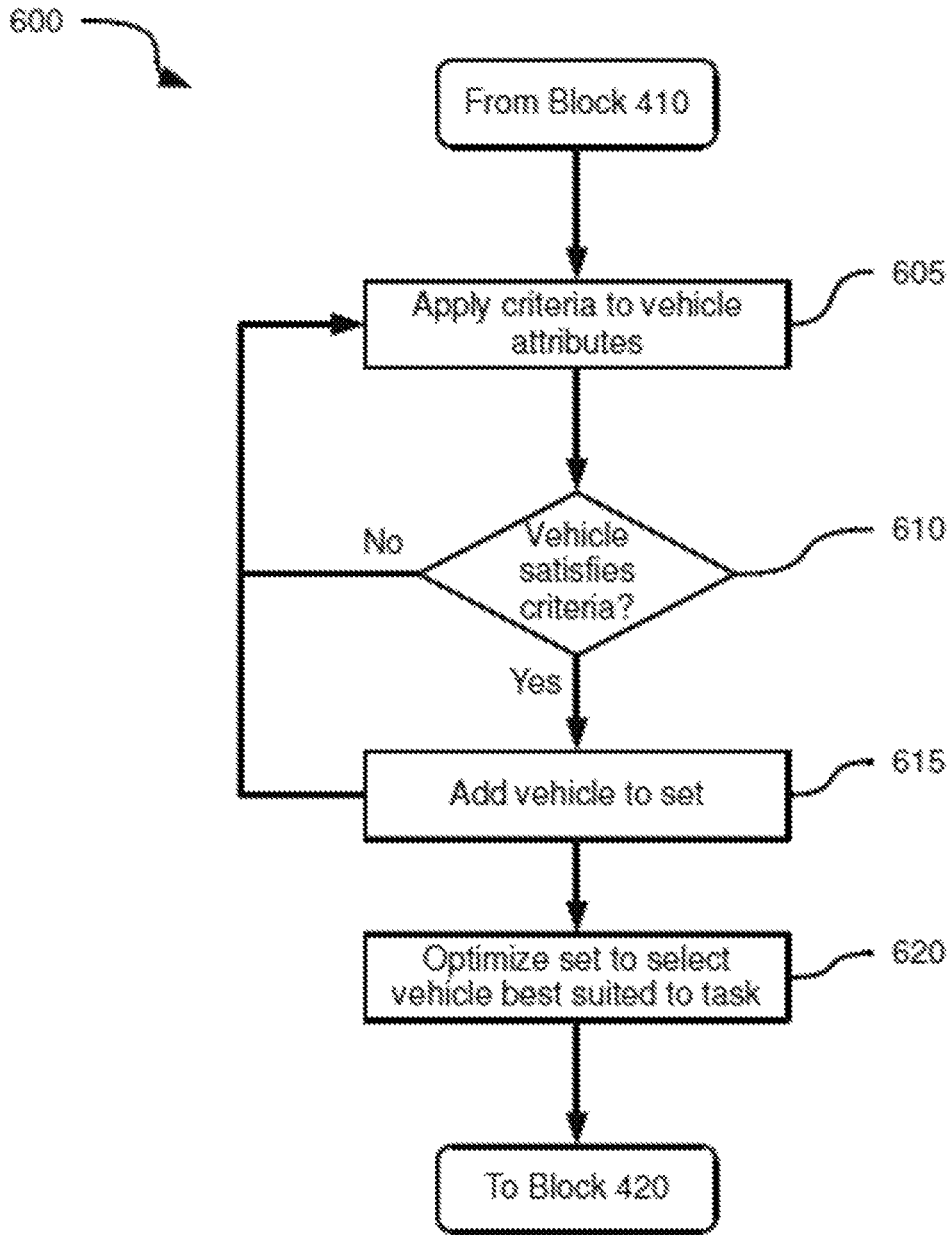 600
From Block 410
Apply criteria to vehicle
attributes
605
Vehicle
satisfies
criteria?
610
No
Yes
Add vehicle to set
615
Optimize set to select
vehicle best suited to task
620
To Block 420